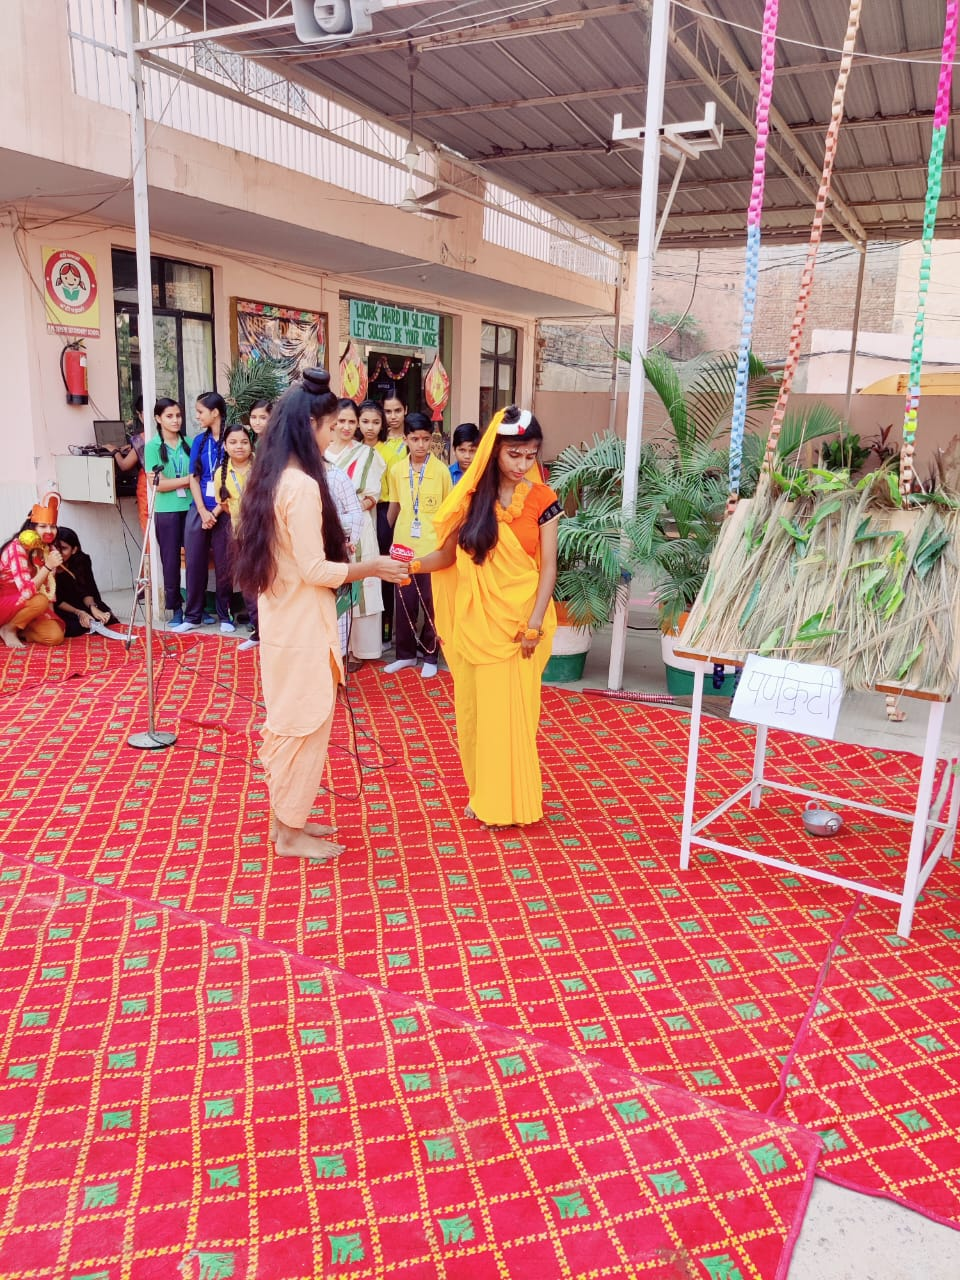 "WORK HARD IN SILENCE
LET SUCCESS BE YOUR NOISE
पर्णकुटी